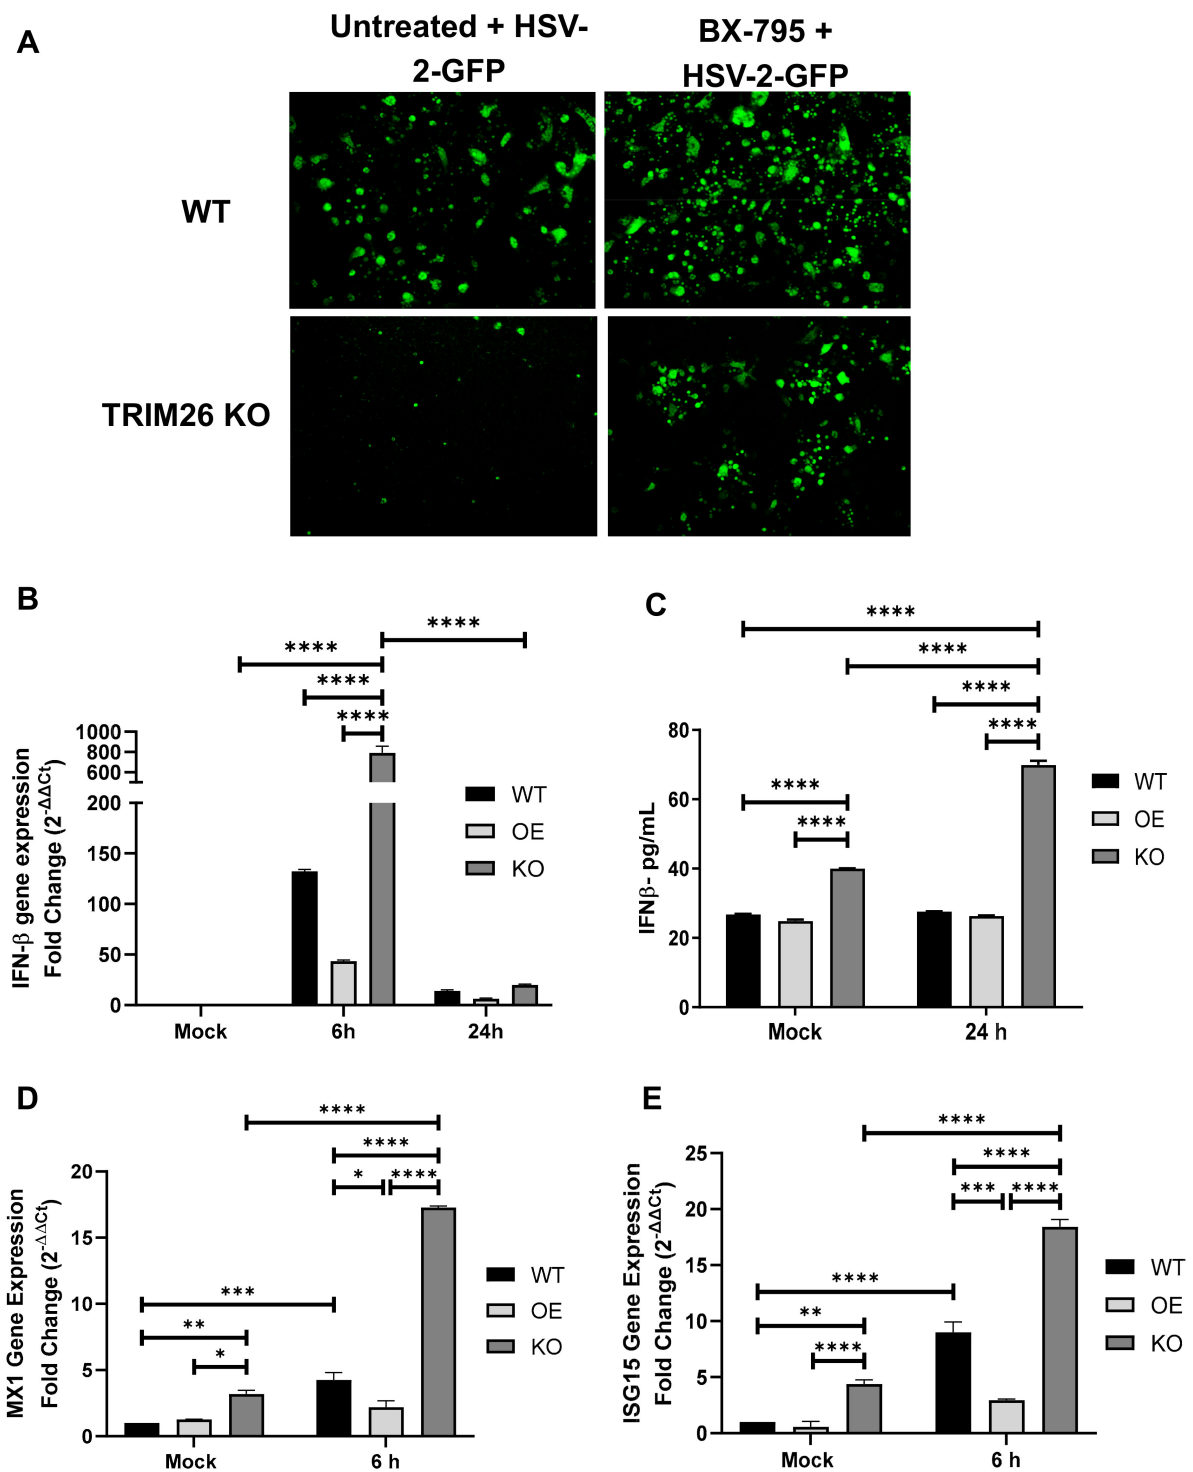 A
Untreated + HSV-
2-GFP
BX-795 +
HSV-2-GFP
WT
TRIM26 KO
B
****
****
****
****
IFN-β gene expression
Fold Change (2-ΔΔCt)
1000
800
600
200
150
100
50
0
Mock
6h
24h
WT
OE
KO
C
****
****
****
****
****
****
IFNβ- pg/mL
80
60
40
20
0
Mock
24 h
WT
OE
KO
D
****
****
*
****
***
**
*
MX1 Gene Expression
Fold Change (2-ΔΔCt)
20
15
10
5
0
Mock
6 h
WT
OE
KO
E
****
****
***
****
****
**
****
ISG15 Gene Expression
Fold Change (2-ΔΔCt)
25
20
15
10
5
0
Mock
6 h
WT
OE
KO